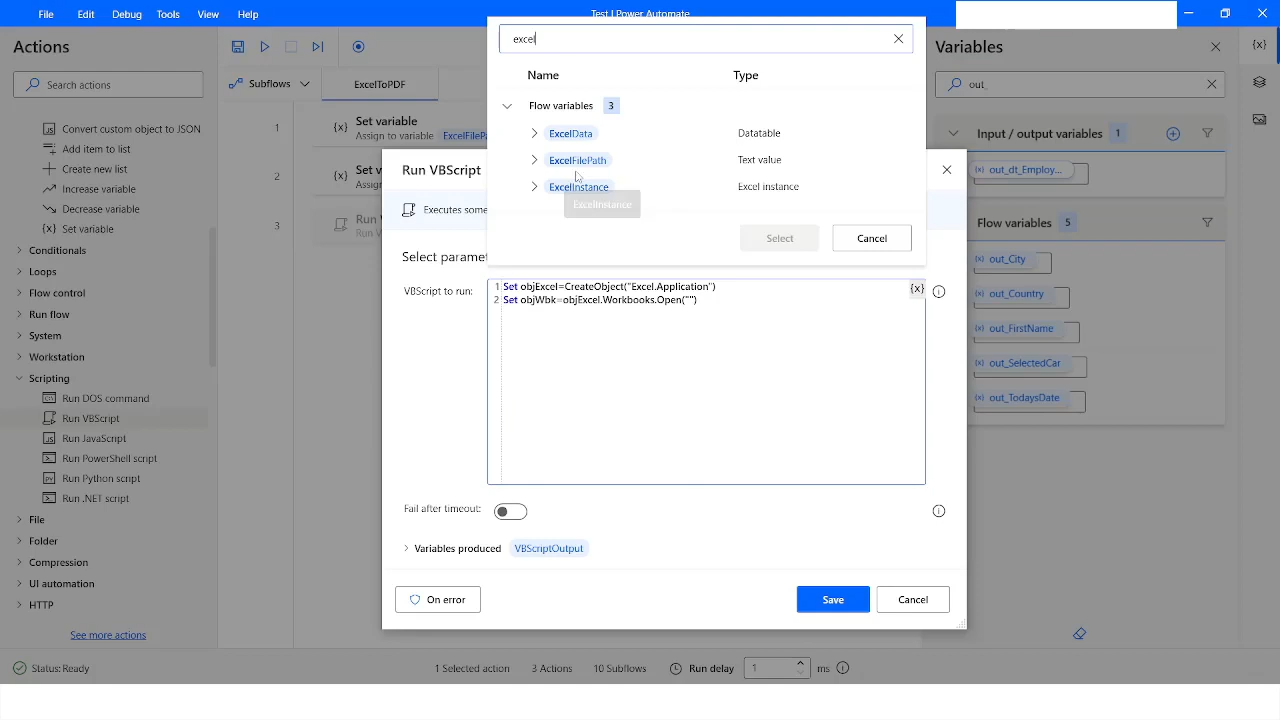 File Edit Debug Tools View Help
Test | Power Automate
Actions
Search actions
Convert custom object to JSON
Add item to list
Create new list
Increase variable
Decrease variable
Set variable
Conditionals
Loops
Flow control
Run flow
System
Workstation
Scripting
Run DOS command
Run VBScript
Run JavaScript
Run PowerShell script
Run Python script
Run .NET script
File
Folder
Compression
UI automation
HTTP
See more actions
Subflows
ExcelToPDF
1
Set variable
Assign to variable ExcelFilePa
2
Set v
Assig
3
Run V
Run V
excel
Name Type
Flow variables 3
ExcelData Datatable
ExcelFilePath Text value
ExcelInstance Excel instance
ExcelInstance
Select Cancel
Run VBScript
Executes some
Select paramet
VBScript to run:
{x}
1 Set objExcel=CreateObject("Excel.Application")
2 Set objWbk=objExcel.Workbooks.Open("")
Fail after timeout:
Variables produced VBScriptOutput
On error Save Cancel
Variables
out_
Input / output variables 1
out_dt_Employ...
Flow variables 5
out_City
out_Country
out_FirstName
out_SelectedCar
out_TodaysDate
Status: Ready 1 Selected action 3 Actions 10 Subflows Run delay 1 ms